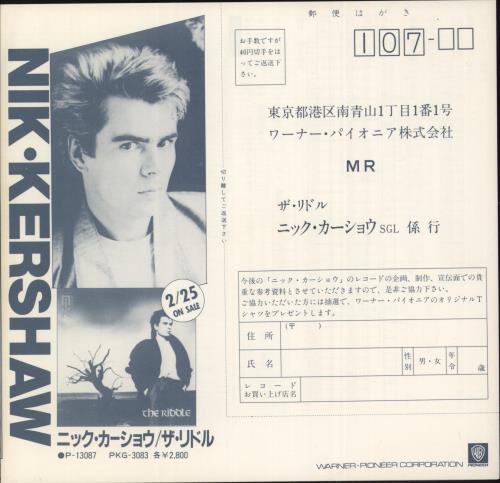 NIK・KERSHAW
2/25
ON SALE
THE RIDDLE
ニック・カーショウ/ザ・リドル
●P-13087 PKG-3083 各¥2,800
切り離してご返送下さい
郵便はがき
お手数ですが
40円切手をは
ってご返送下
さい
107-
東京都港区南青山1丁目1番1号
ワーナー・パイオニア株式会社
MR
ザ・リドル
ニック・カーショウ SGL 係 行
今後の「ニック・カーショウ」のレコードの企画、制作、宣伝面での貴
重な参考資料とさせていただきますので、是非ご協力下さい。
ご協力いただいた方には抽選で、ワーナー・パイオニアのオリジナルT
シャツをプレゼントします。
住所 (〒 )
氏名 性別 男・女 年令 歳
レコード
お買い上げ店名
WARNER-PIONEER CORPORATION
WB
PIONEER